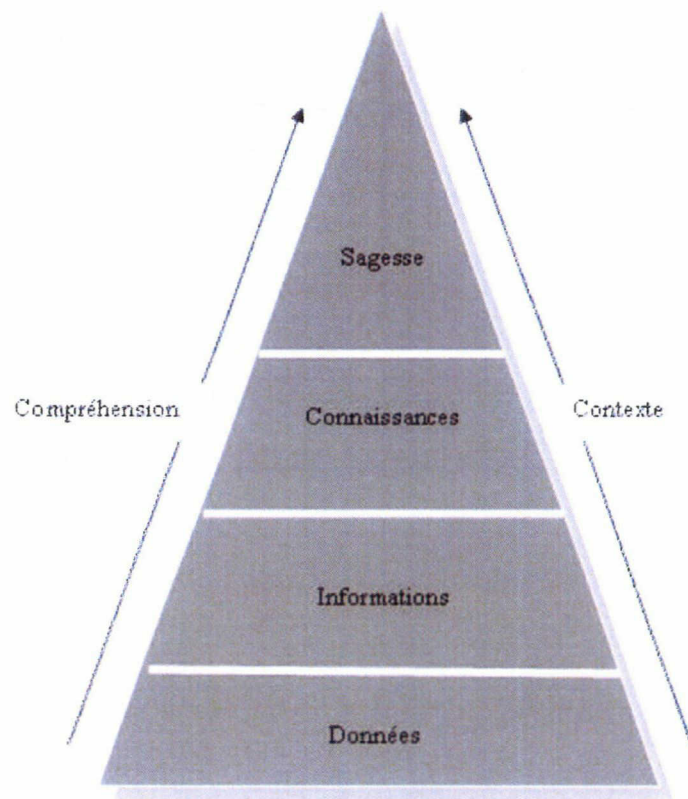 Sagesse
Compréhension
Connaissances
Contexte
Informations
Données